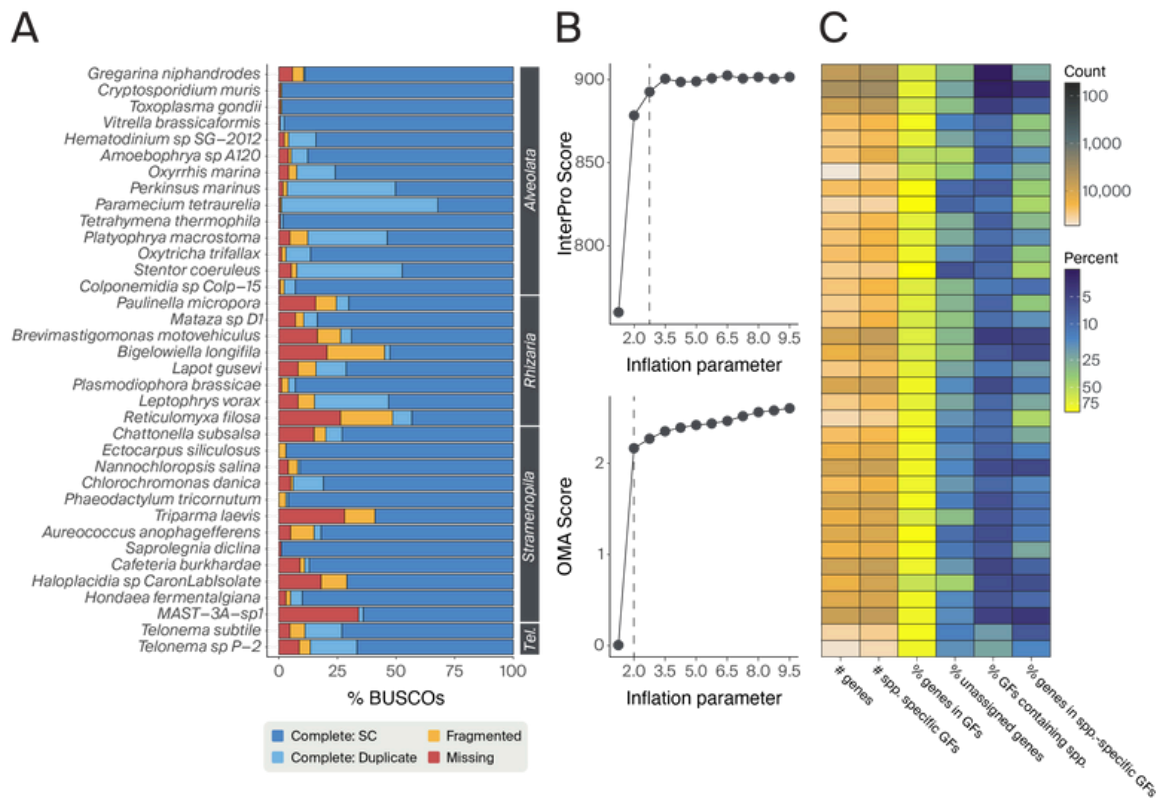 A
Gregarina niphandrodes
Cryptosporidium muris
Toxoplasma gondii
Vitrella brassicaformis
Hematodinium sp SG−2012
Amoebophrya sp A120
Oxyrrhis marina
Perkinsus marinus
Paramecium tetraurelia
Tetrahymena thermophila
Platyophrya macrostoma
Oxytricha trifallax
Stentor coeruleus
Colponemidia sp Colp−15
Paulinella micropora
Mataza sp D1
Brevimastigomonas motovehiculus
Bigelowiella longifila
Lapot gusevi
Plasmodiophora brassicae
Leptophrys vorax
Reticulomyxa filosa
Chattonella subsalsa
Ectocarpus siliculosus
Nannochloropsis salina
Chlorochromonas danica
Phaeodactylum tricornutum
Triparma laevis
Aureococcus anophagefferens
Saprolegnia diclina
Cafeteria burkhardae
Haloplacidia sp CaronLabIsolate
Hondaea fermentalgiana
MAST−3A−sp1
Telonema subtile
Telonema sp P−2
Alveolata
Rhizaria
Stramenopila
Tel.
0 25 50 75 100
% BUSCOs
Complete: SC
Fragmented
Complete: Duplicate
Missing
B
InterPro Score
900
850
800
2.0 3.5 5.0 6.5 8.0 9.5
Inflation parameter
OMA Score
2
1
0
2.0 3.5 5.0 6.5 8.0 9.5
Inflation parameter
C
# genes
# spp. specific GFs
% genes in GFs
% unassigned genes
% GFs containing spp.
% genes in spp.-specific GFs
Count
100
1,000
10,000
Percent
5
10
25
50
75